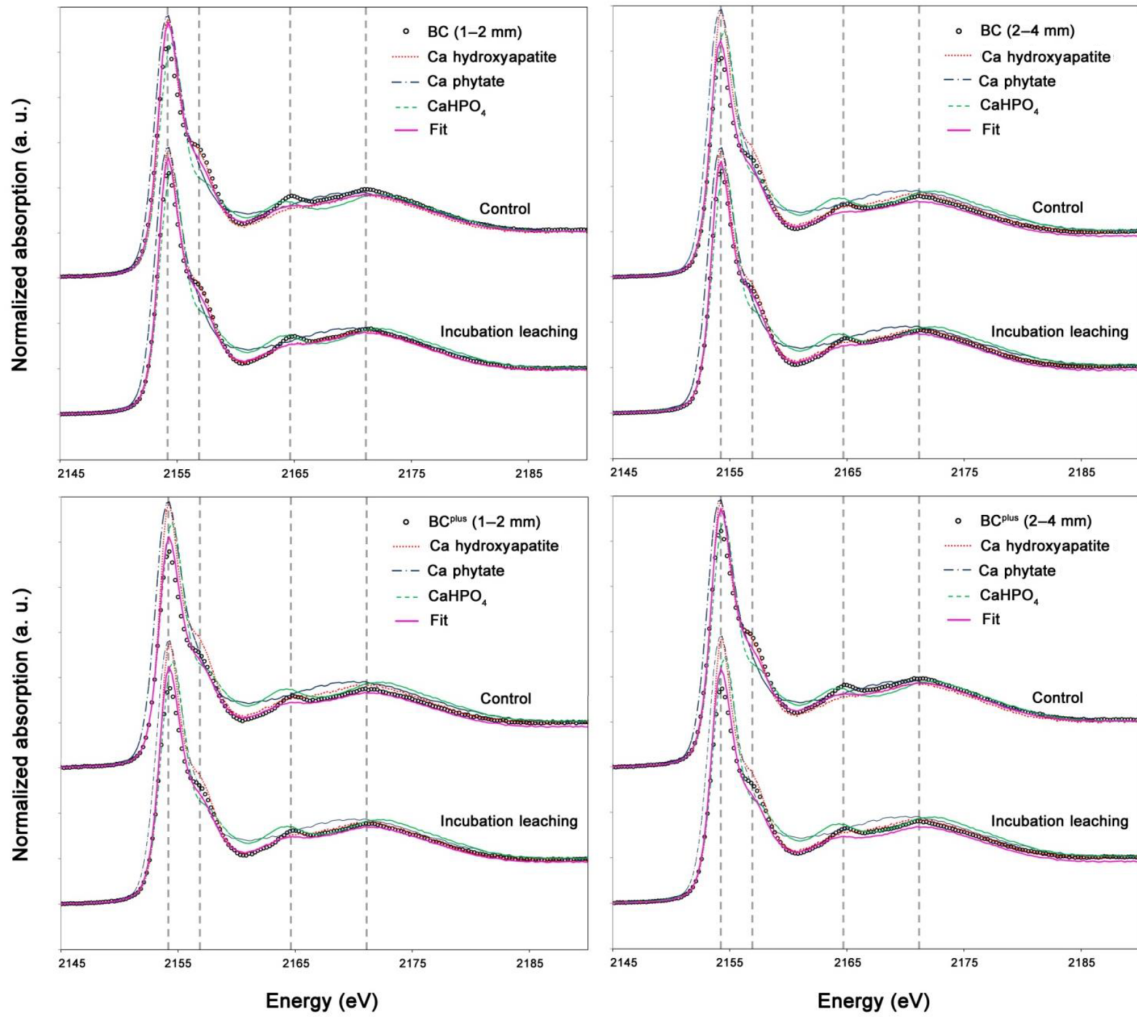 Normalized absorption (a. u.)
BC (1–2 mm)
Ca hydroxyapatite
Ca phytate
CaHPO₄
Fit
Control
Incubation leaching
2145 2155 2165 2175 2185
BC (2–4 mm)
Ca hydroxyapatite
Ca phytate
CaHPO₄
Fit
Control
Incubation leaching
2145 2155 2165 2175 2185
Normalized absorption (a. u.)
BCᵖˡᵘˢ (1–2 mm)
Ca hydroxyapatite
Ca phytate
CaHPO₄
Fit
Control
Incubation leaching
2145 2155 2165 2175 2185
Energy (eV)
BCᵖˡᵘˢ (2–4 mm)
Ca hydroxyapatite
Ca phytate
CaHPO₄
Fit
Control
Incubation leaching
2145 2155 2165 2175 2185
Energy (eV)